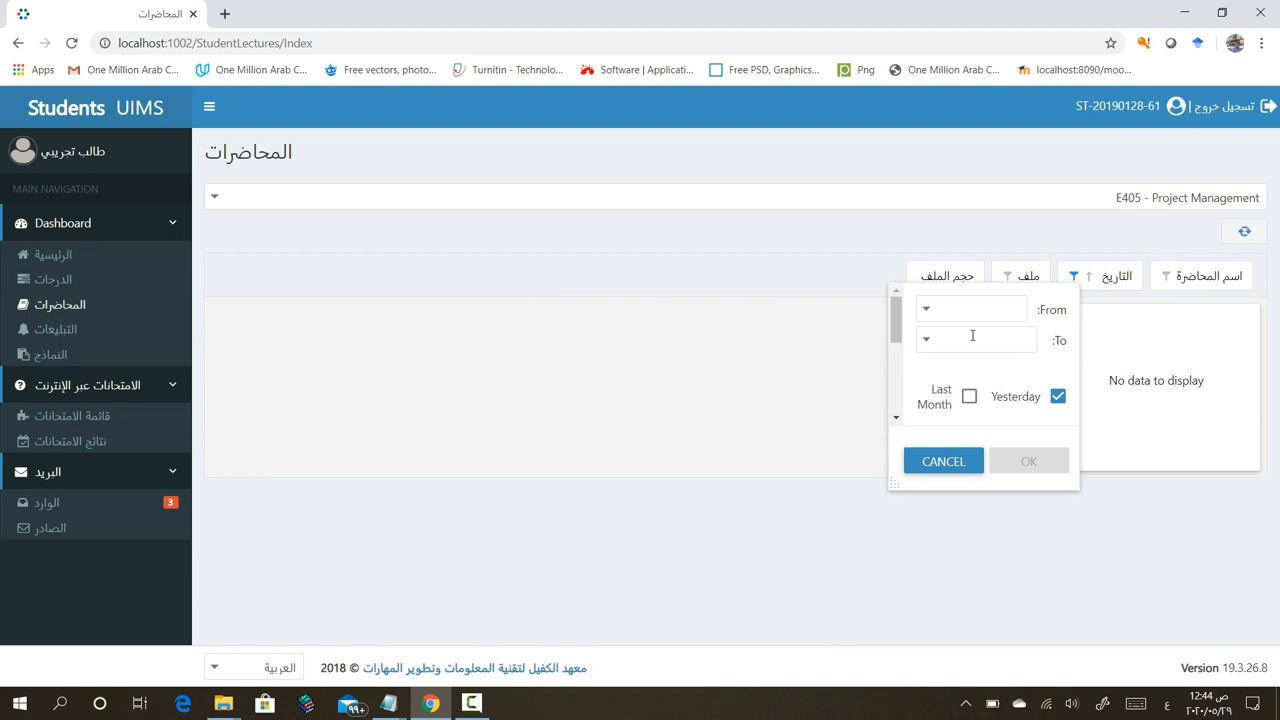 المحاضرات
localhost:1002/StudentLectures/Index
Apps
One Million Arab C...
One Million Arab C...
Free vectors, photo...
Turnitin - Technolo...
Software | Applicati...
Free PSD, Graphics...
Png
One Million Arab C...
localhost:8090/moo...
Students UIMS
ST-20190128-61
تسجيل خروج |
طالب تجريبي
المحاضرات
MAIN NAVIGATION
E405 - Project Management
Dashboard
الرئيسية
الدرجات
المحاضرات
التبليغات
النماذج
الامتحانات عبر الإنترنت
قائمة الامتحانات
نتائج الامتحانات
البريد
الوارد
3
الصادر
اسم المحاضرة
التاريخ
ملف
حجم الملف
From:
To:
Yesterday
Last Month
No data to display
CANCEL
OK
العربية
معهد الكفيل لتقنية المعلومات وتطوير المهارات © 2018
Version 19.3.26.8
99+
ع
12:44 ص
٢٠٢٠/٠٥/٢٩